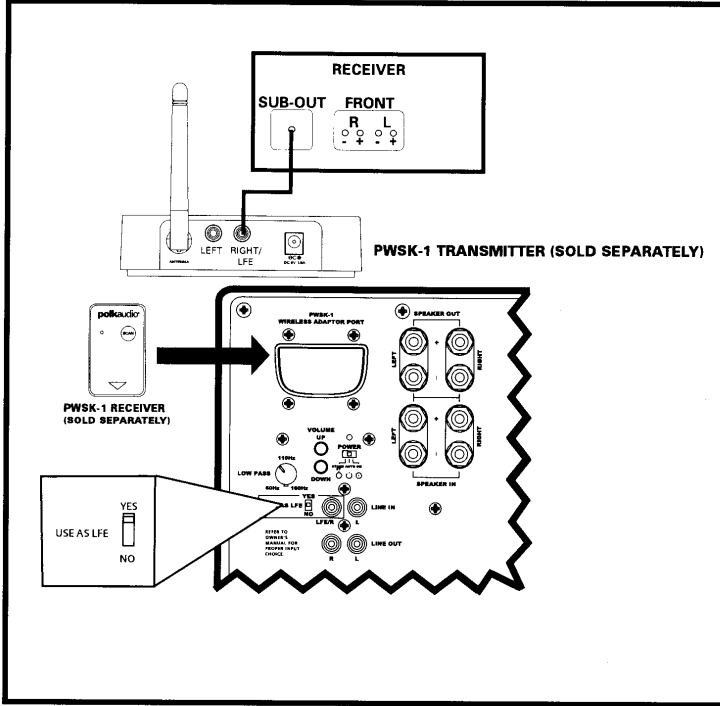 RECEIVER
SUB-OUT FRONT
R L
- + - +
ANTENNA
LEFT RIGHT/
LFE
PWSK-1 TRANSMITTER (SOLD SEPARATELY)
polkaudio
SCAN
PWSK-1 RECEIVER
(SOLD SEPARATELY)
PWSK-1
WIRELESS ADAPTOR PORT
SPEAKER OUT
LEFT
+
-
RIGHT
LEFT
+
-
RIGHT
SPEAKER IN
VOLUME
UP
DOWN
POWER
110Hz
LOW PASS
60Hz 160Hz
YES
AS LFE
NO
LFE/R L LINE IN
REFER TO
OWNER'S
MANUAL FOR
PROPER INPUT
CHOICE.
R L LINE OUT
YES
USE AS LFE
NO